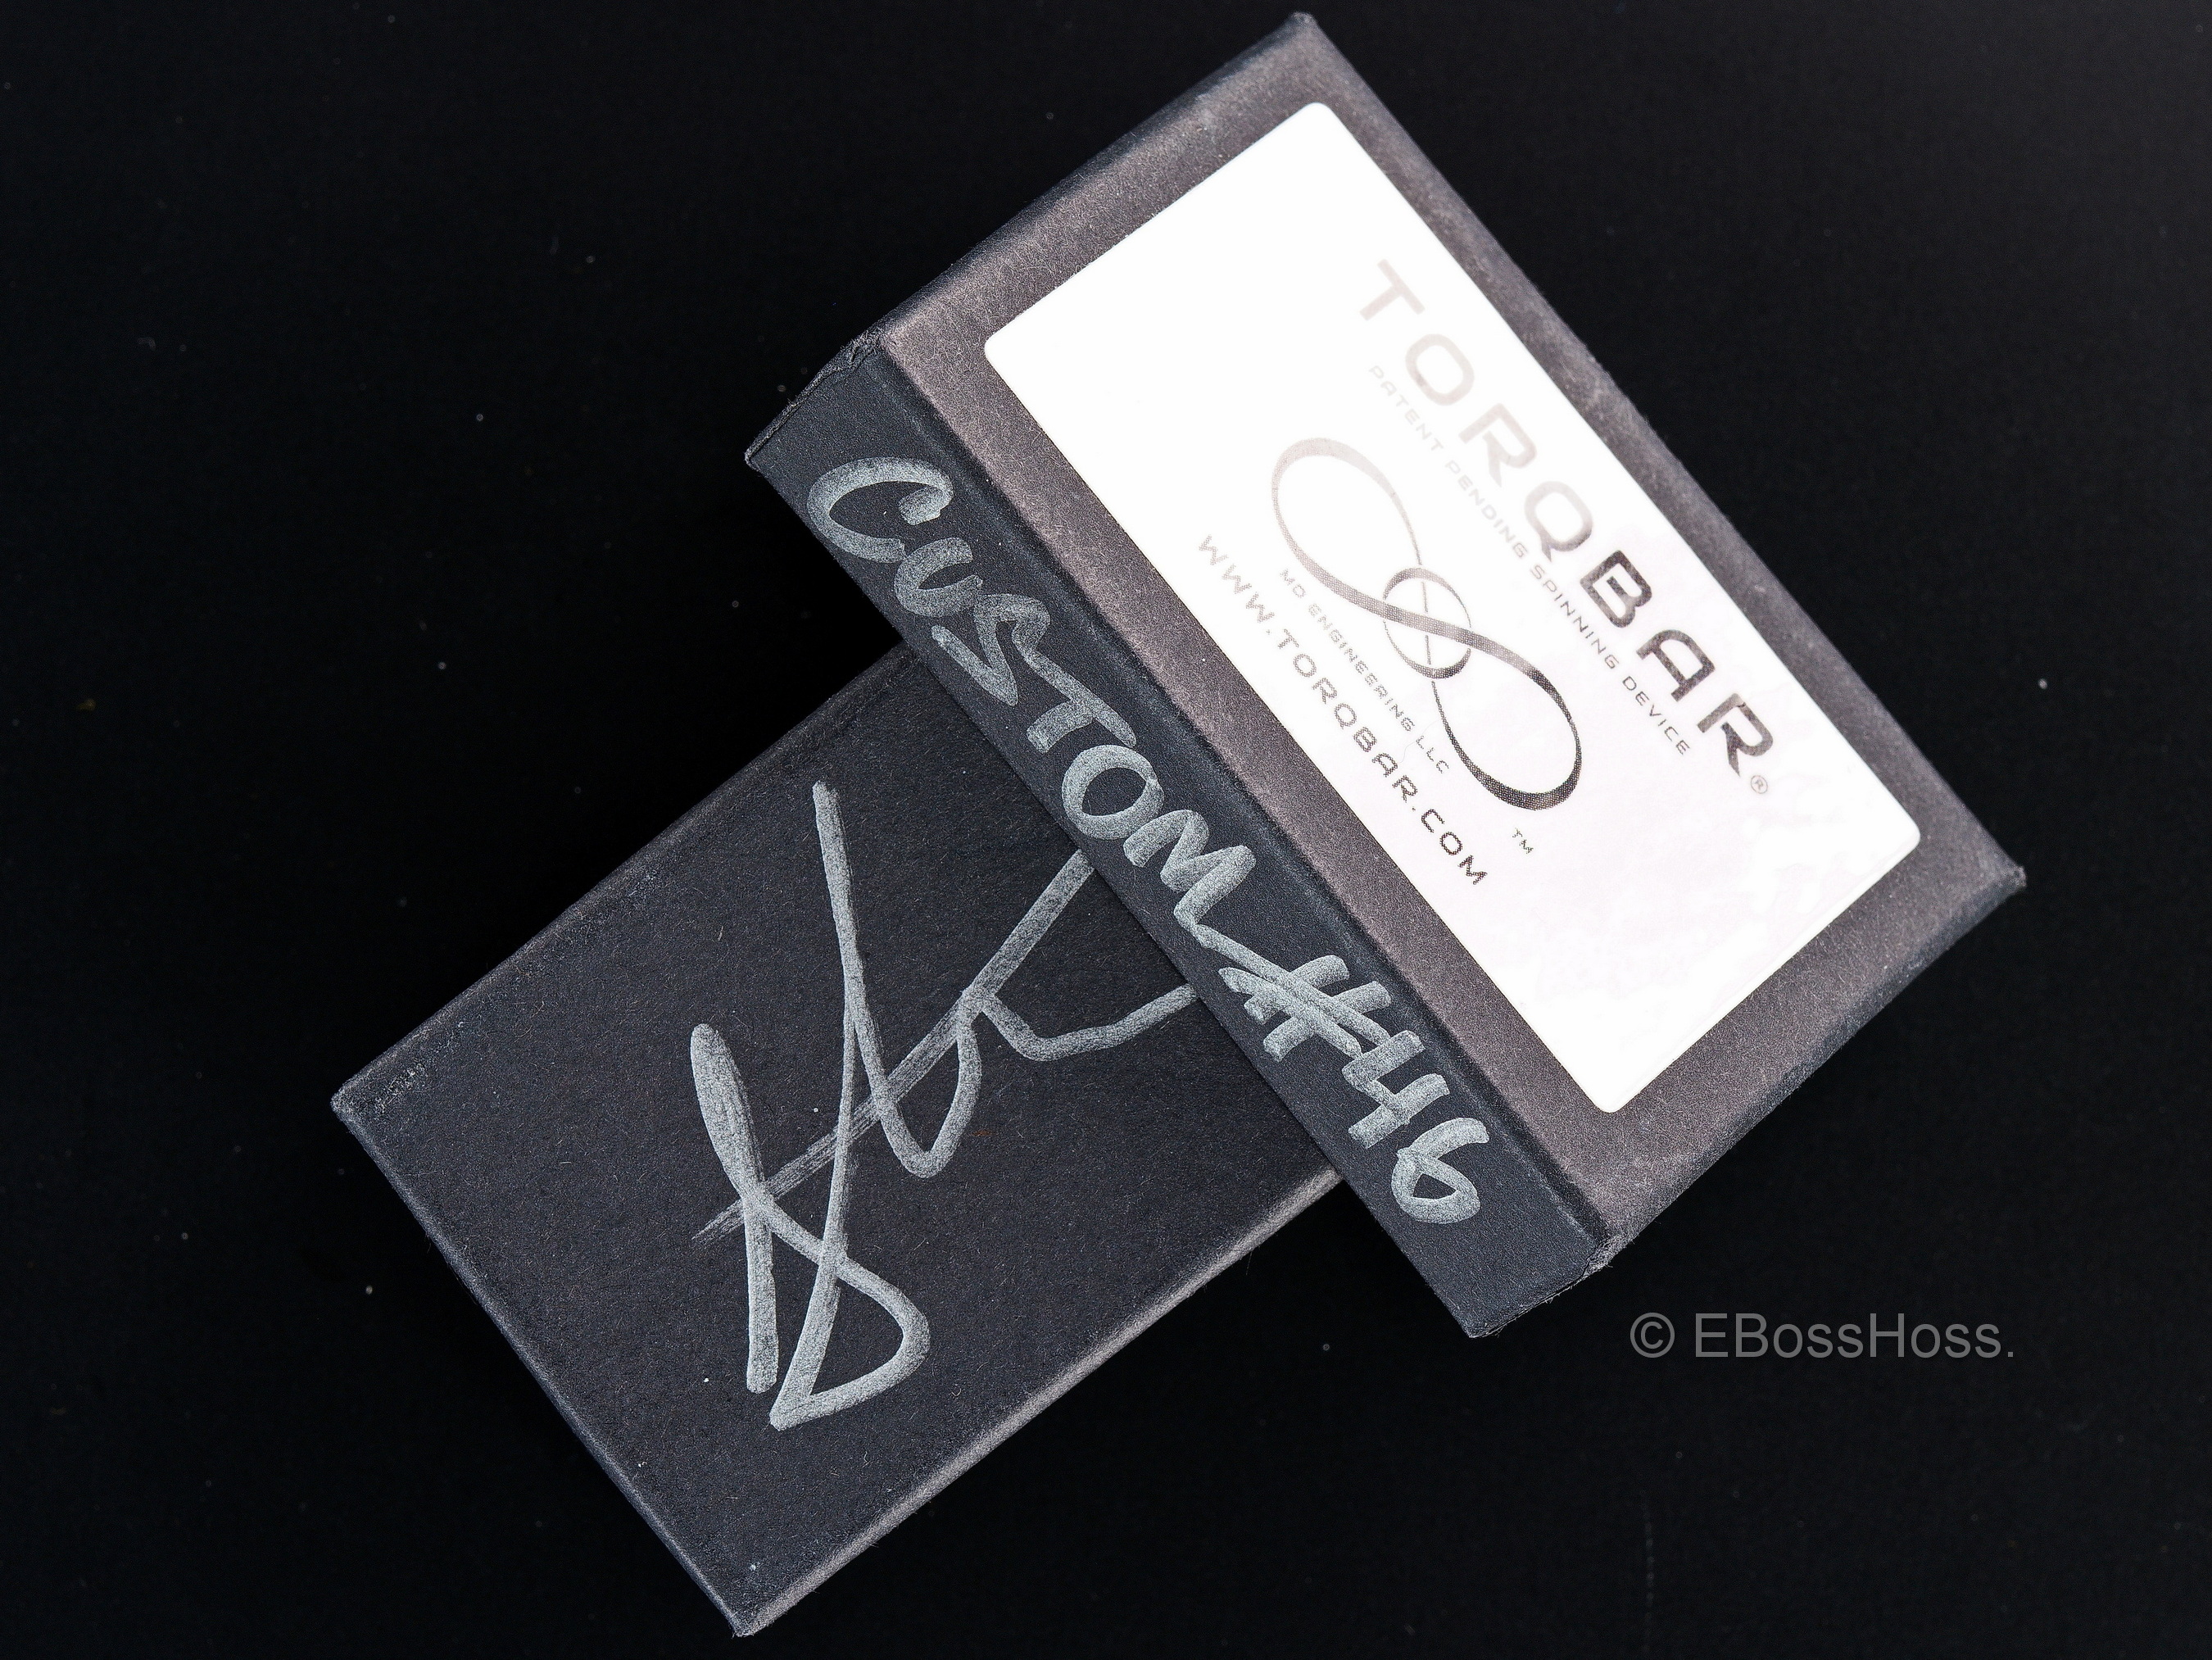 TORQBAR®
PATENT PENDING SPINNING DEVICE
™
MD ENGINEERING LLC
WWW.TORQBAR.COM
CUSTOM #46
© EBossHoss.